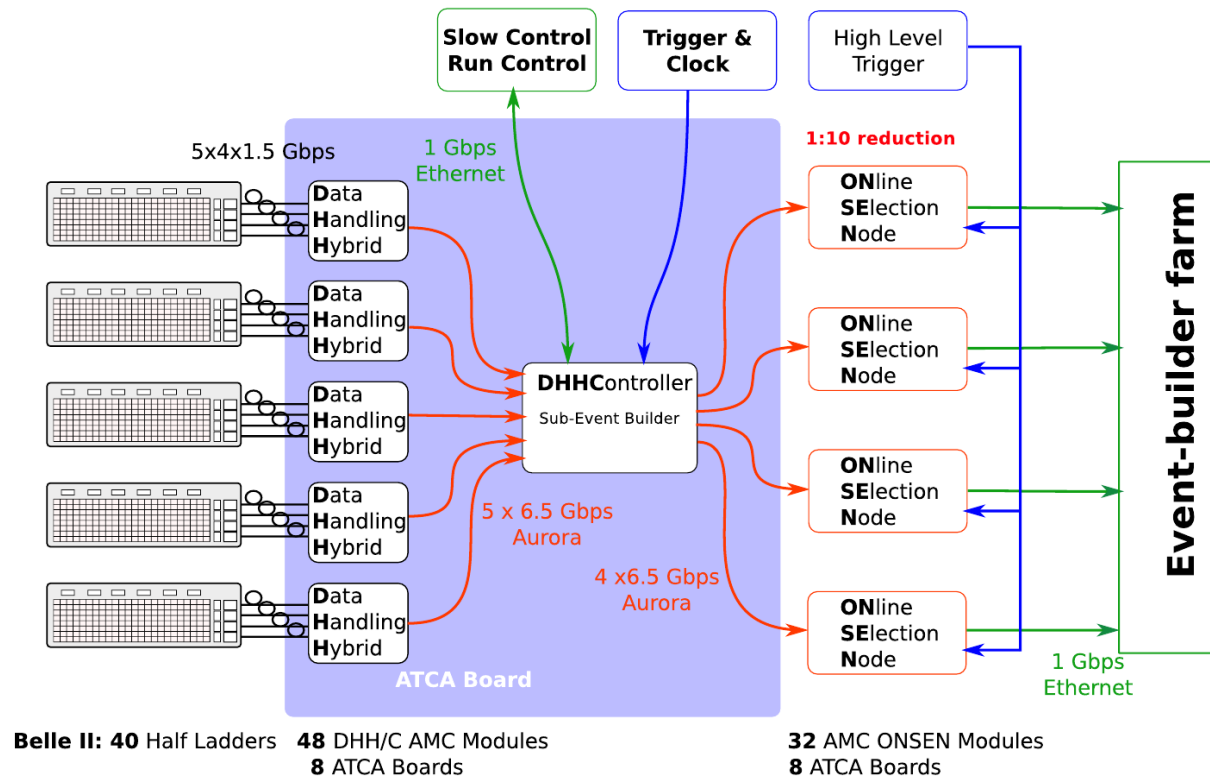 Slow Control
Run Control
Trigger &
Clock
High Level
Trigger
5x4x1.5 Gbps
1 Gbps
Ethernet
1:10 reduction
Data
Handling
Hybrid
Data
Handling
Hybrid
Data
Handling
Hybrid
Data
Handling
Hybrid
Data
Handling
Hybrid
DHHController
Sub-Event Builder
5 x 6.5 Gbps
Aurora
4 x6.5 Gbps
Aurora
ATCA Board
ONline
SElection
Node
ONline
SElection
Node
ONline
SElection
Node
ONline
SElection
Node
Event-builder farm
1 Gbps
Ethernet
Belle II: 40 Half Ladders
48 DHH/C AMC Modules
8 ATCA Boards
32 AMC ONSEN Modules
8 ATCA Boards